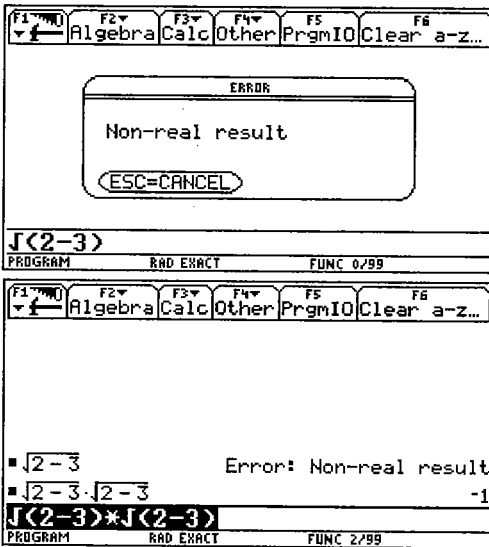 F1 F2 F3 F4 F5 F6
Algebra Calc Other PrgmIO Clear a-z…
ERROR
Non-real result
ESC=CANCEL
√(2-3)
PROGRAM RAD EXACT FUNC 0/99
F1 F2 F3 F4 F5 F6
Algebra Calc Other PrgmIO Clear a-z…
√2 - 3 Error: Non-real result
√2 - 3·√2 - 3 -1
√(2-3)*√(2-3)
PROGRAM RAD EXACT FUNC 2/99